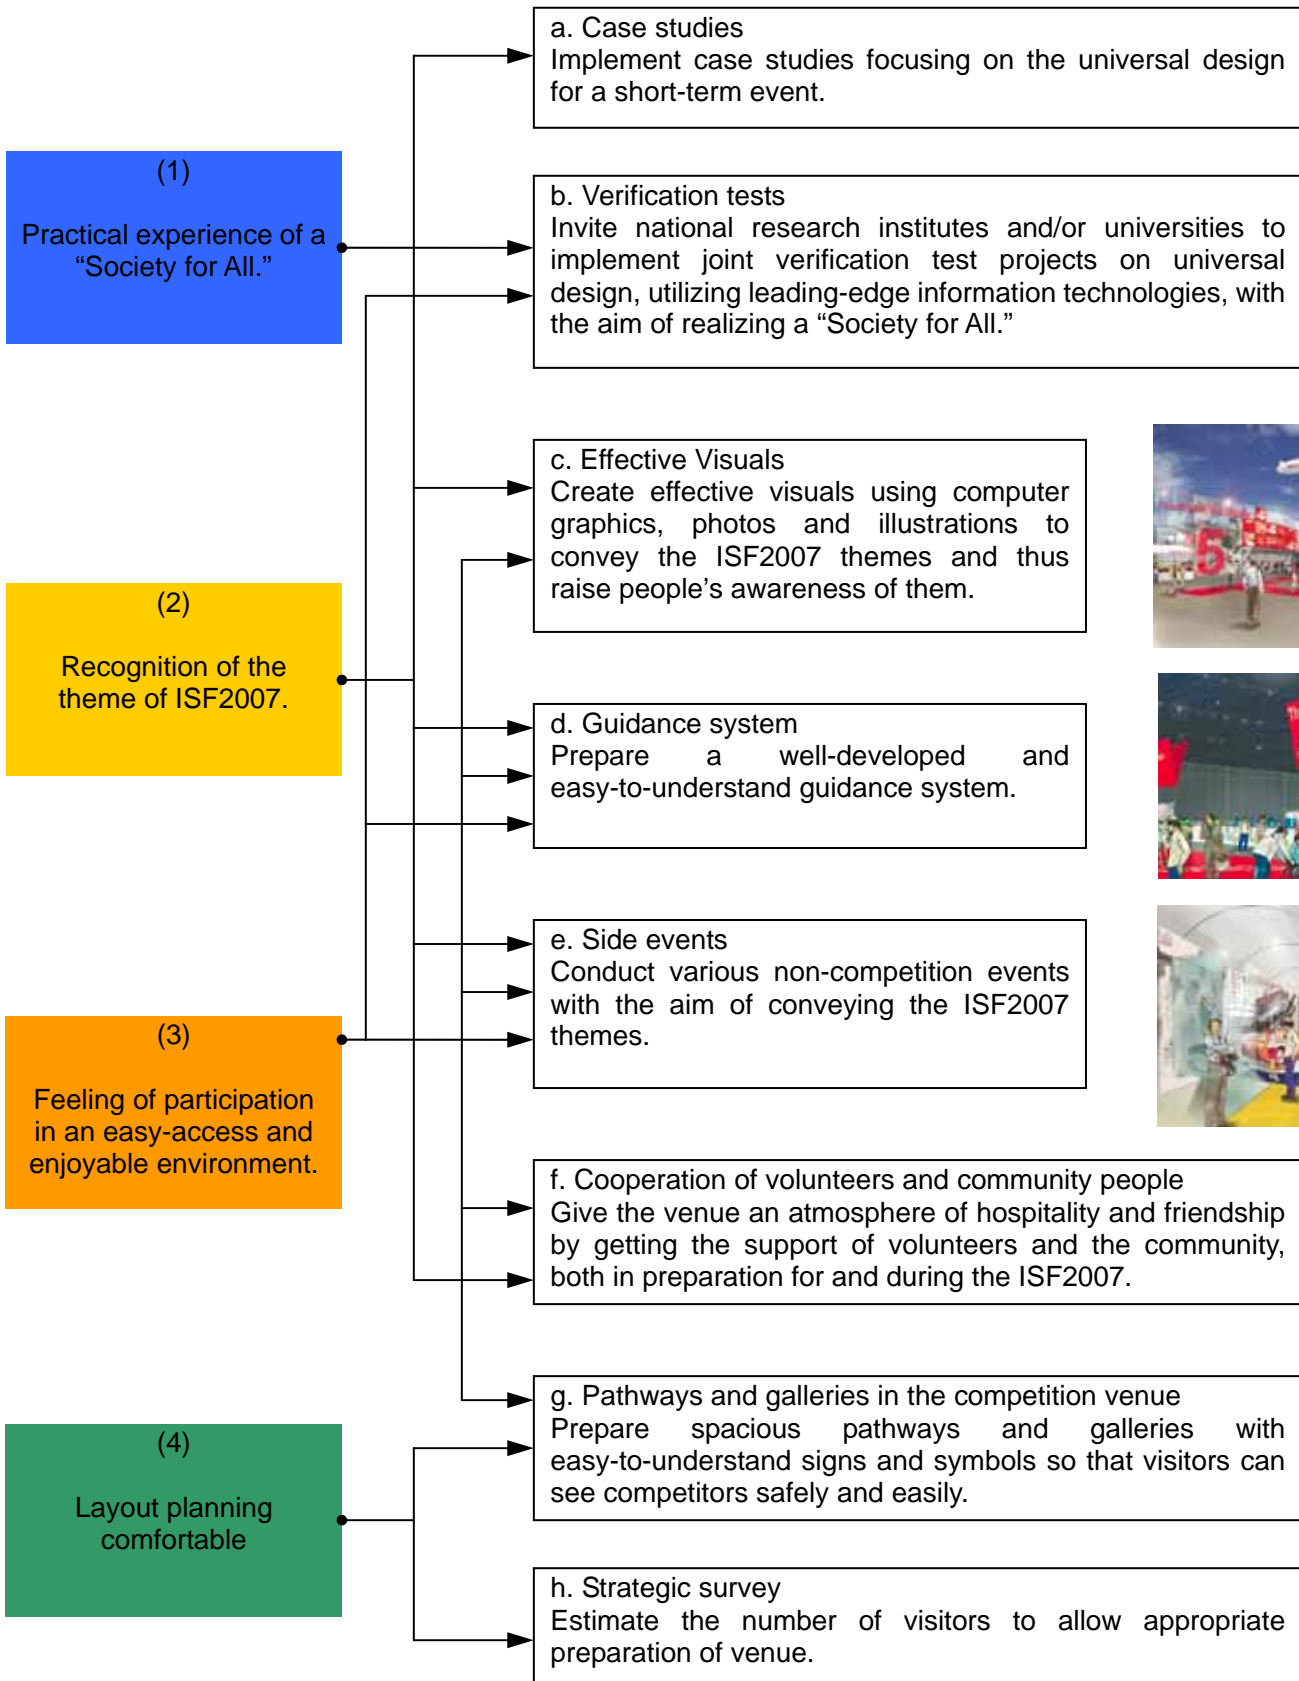 a. Case studies
Implement case studies focusing on the universal design
for a short-term event.
(1)
Practical experience of a
“Society for All.”
b. Verification tests
Invite national research institutes and/or universities to
implement joint verification test projects on universal
design, utilizing leading-edge information technologies, with
the aim of realizing a “Society for All.”
c. Effective Visuals
Create effective visuals using computer
graphics, photos and illustrations to
convey the ISF2007 themes and thus
raise people’s awareness of them.
5
(2)
Recognition of the
theme of ISF2007.
d. Guidance system
Prepare a well-developed and
easy-to-understand guidance system.
e. Side events
Conduct various non-competition events
with the aim of conveying the ISF2007
themes.
(3)
Feeling of participation
in an easy-access and
enjoyable environment.
f. Cooperation of volunteers and community people
Give the venue an atmosphere of hospitality and friendship
by getting the support of volunteers and the community,
both in preparation for and during the ISF2007.
g. Pathways and galleries in the competition venue
Prepare spacious pathways and galleries with
easy-to-understand signs and symbols so that visitors can
see competitors safely and easily.
(4)
Layout planning
comfortable
h. Strategic survey
Estimate the number of visitors to allow appropriate
preparation of venue.